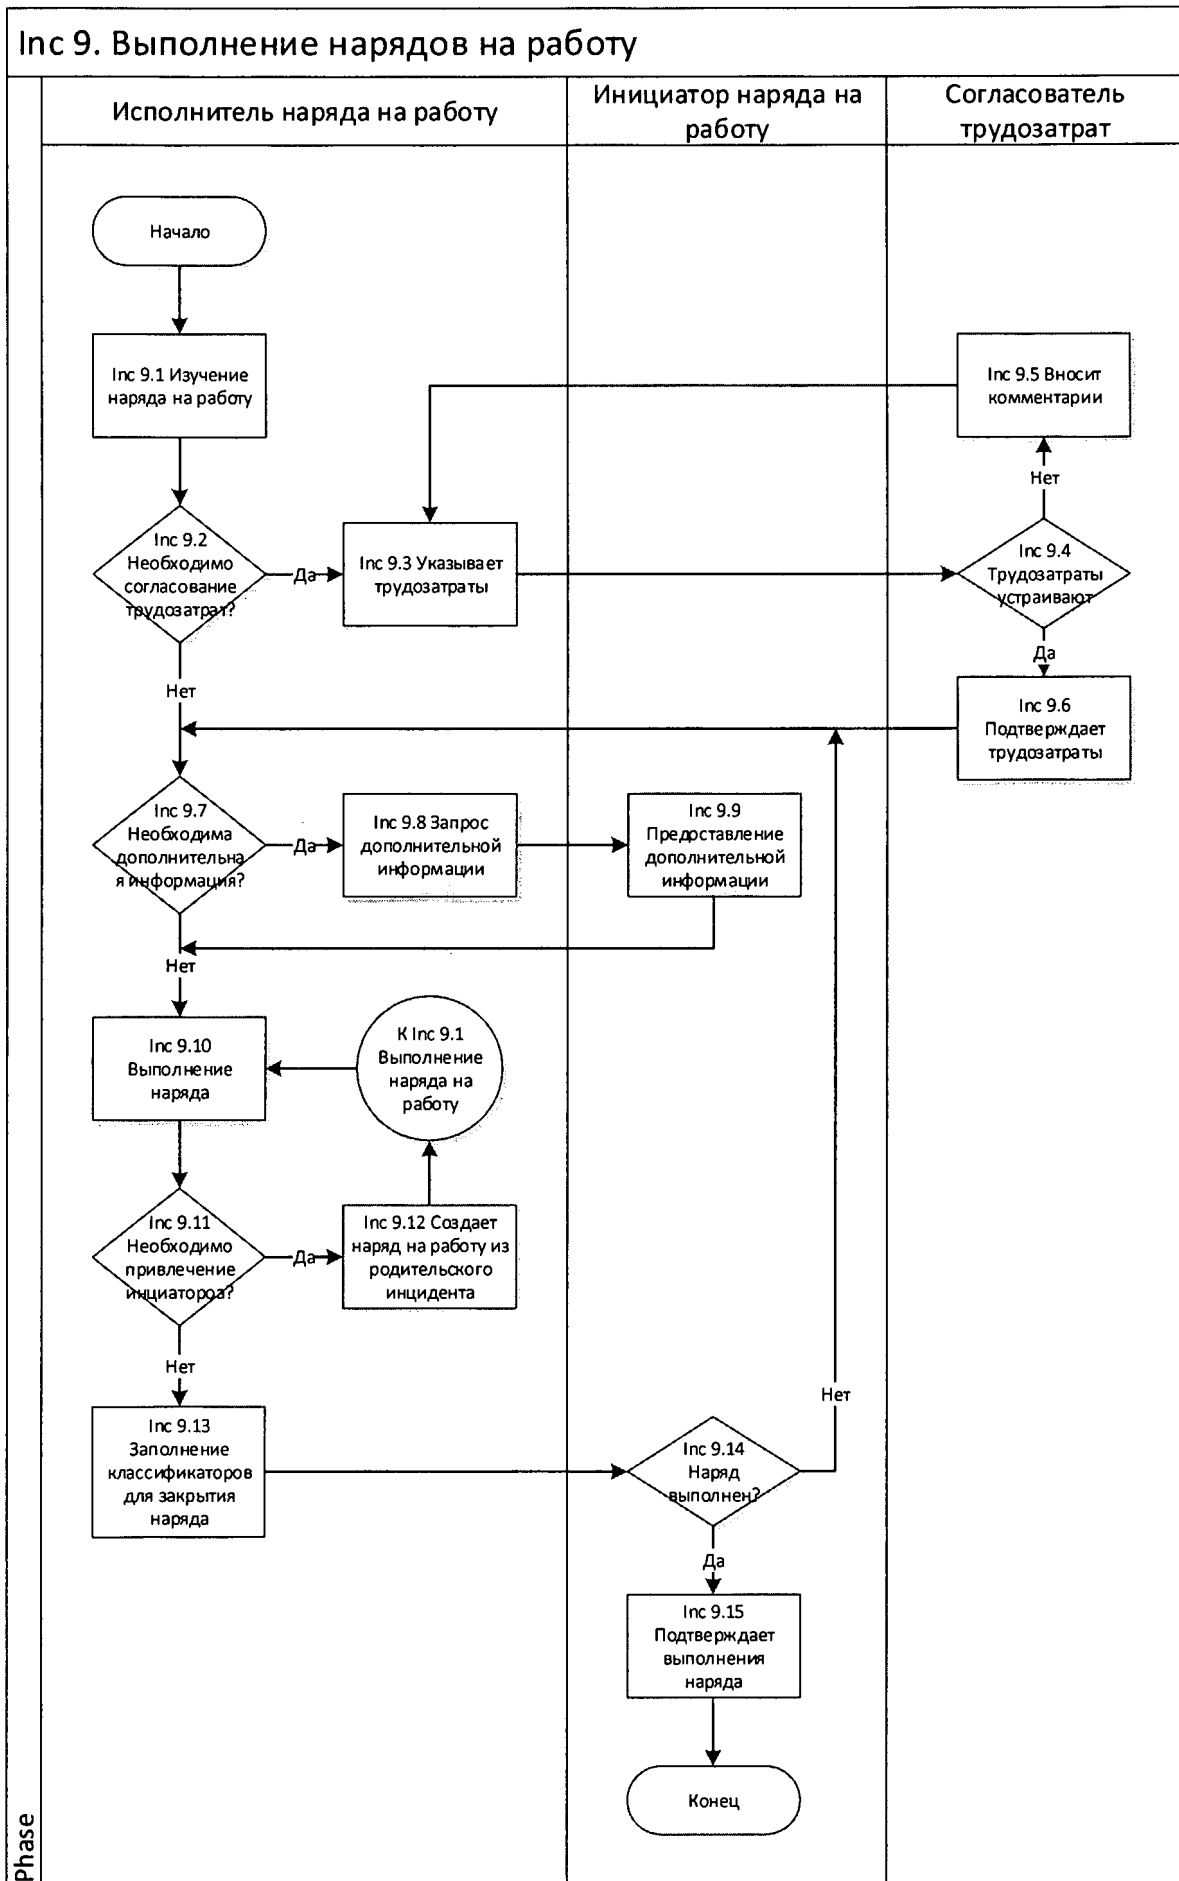 Inc 9. Выполнение нарядов на работу
Исполнитель наряда на работу
Инициатор наряда на
работу
Согласователь
трудозатрат
Начало
Inc 9.1 Изучение
наряда на работу
Inc 9.5 Вносит
комментарии
Нет
Inc 9.2
Необходимо
согласование
трудозатрат?
Да
Inc 9.3 Указывает
трудозатраты
Inc 9.4
Трудозатраты
устраивают
Да
Нет
Inc 9.6
Подтверждает
трудозатраты
Inc 9.7
Необходима
дополнительна
я информация?
Да
Inc 9.8 Запрос
дополнительной
информации
Inc 9.9
Предоставление
дополнительной
информации
Нет
Inc 9.10
Выполнение
наряда
К Inc 9.1
Выполнение
наряда на
работу
Inc 9.11
Необходимо
привлечение
инциатороа?
Да
Inc 9.12 Создает
наряд на работу из
родительского
инцидента
Нет
Нет
Inc 9.13
Заполнение
классификаторов
для закрытия
наряда
Inc 9.14
Наряд
выполнен?
Да
Inc 9.15
Подтверждает
выполнения
наряда
Конец
Phase